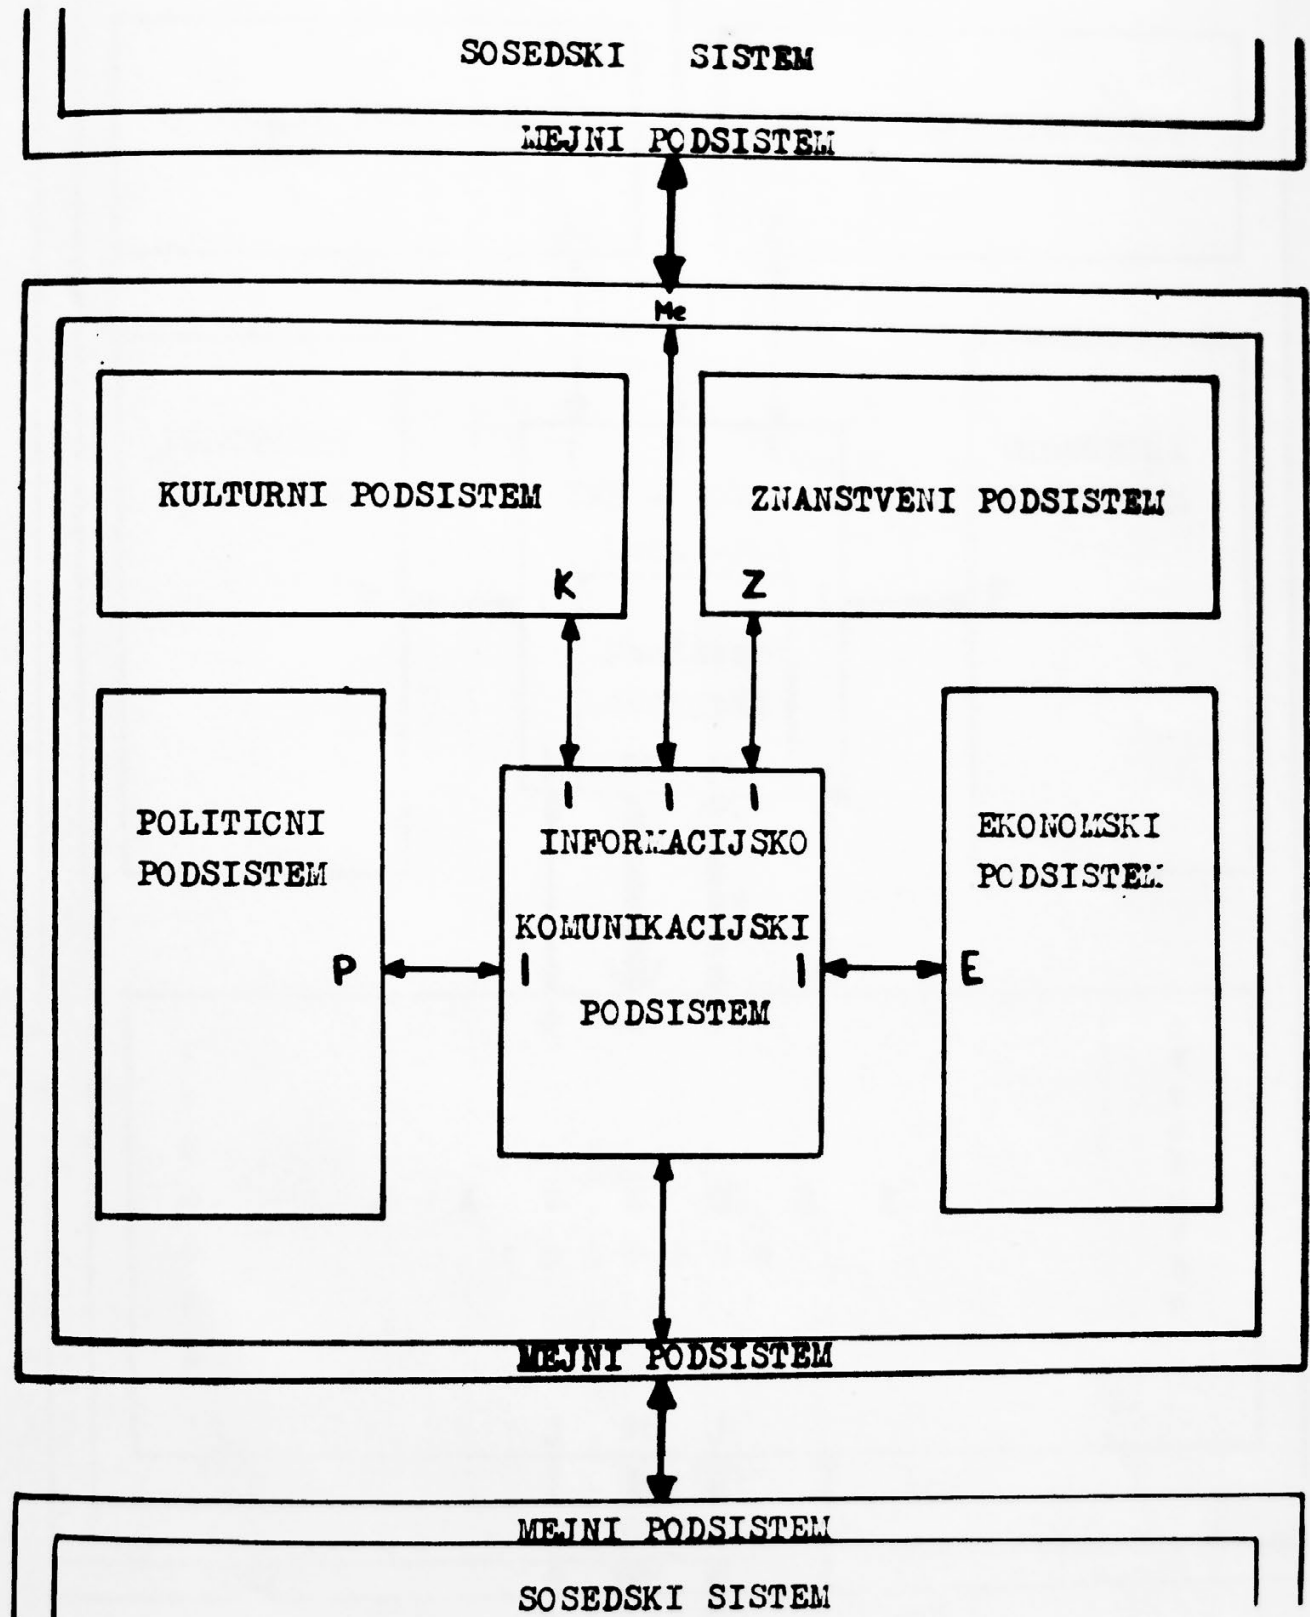 SOSEDSKI SISTEM
MEJNI PODSISTEM
Me
KULTURNI PODSISTEM
ZNANSTVENI PODSISTEM
K
Z
I I I
POLITICNI
PODSISTEM
INFORMACIJSKO
KOMUNIKACIJSKI
PODSISTEM
EKONOMSKI
PODSISTEM
P
I
I
E
MEJNI PODSISTEM
MEJNI PODSISTEM
SOSEDSKI SISTEM